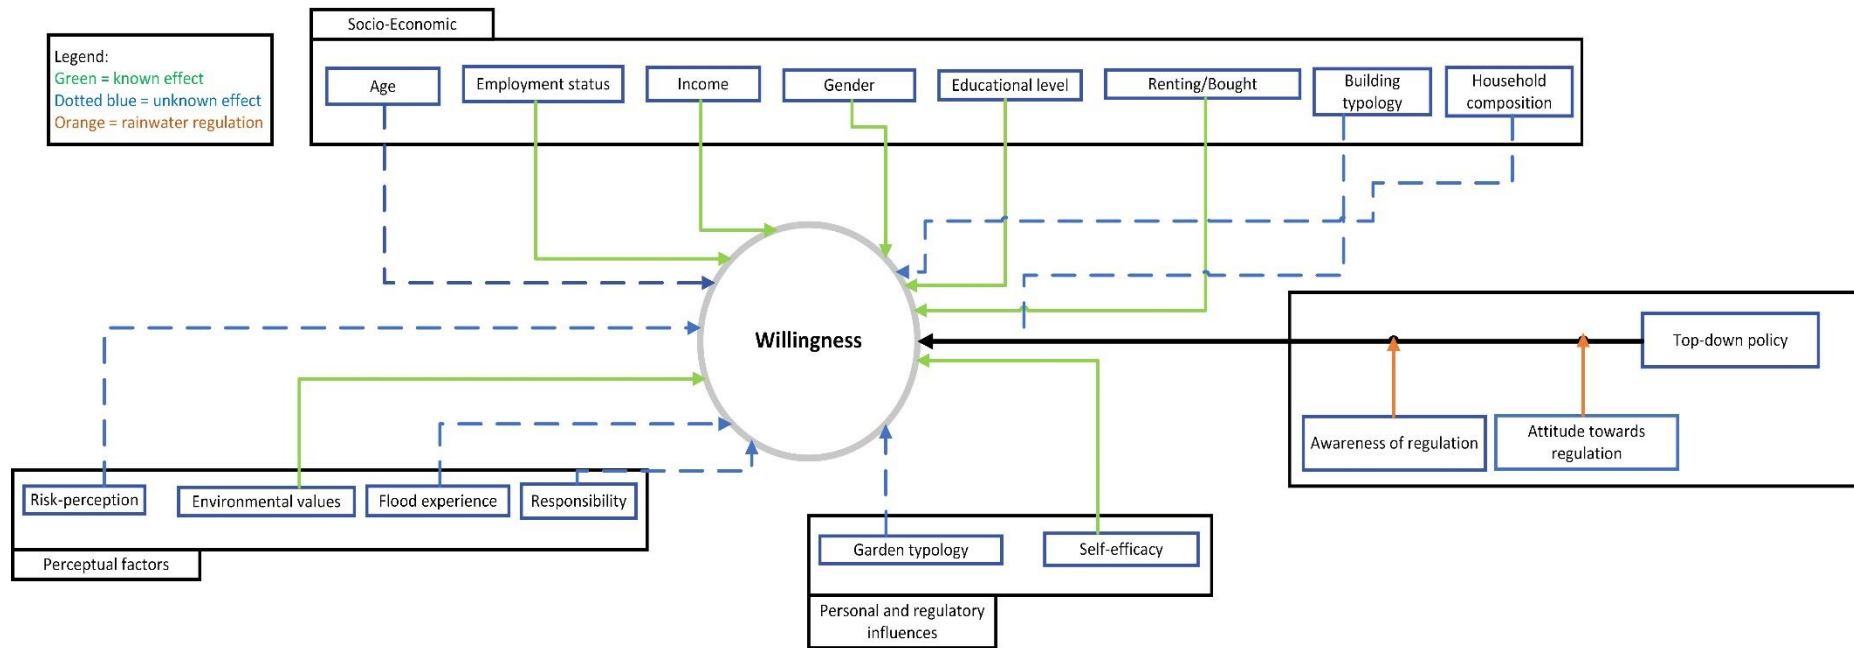 Socio-Economic
Legend:
Green = known effect
Dotted blue = unknown effect
Orange = rainwater regulation
Age
Employment status
Income
Gender
Educational level
Renting/Bought
Building
typology
Household
composition
Willingness
Top-down policy
Awareness of regulation
Attitude towards
regulation
Risk-perception
Environmental values
Flood experience
Responsibility
Perceptual factors
Garden typology
Self-efficacy
Personal and regulatory
influences